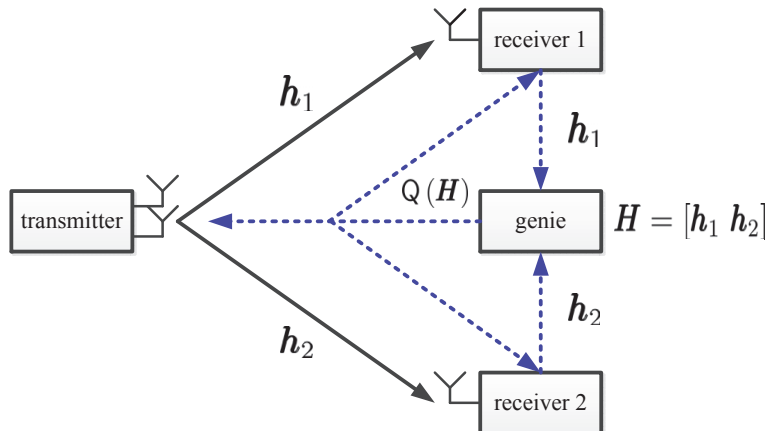 receiver 1
h₁
h₁
Q (H)
transmitter
genie
H = [h₁ h₂]
h₂
h₂
receiver 2